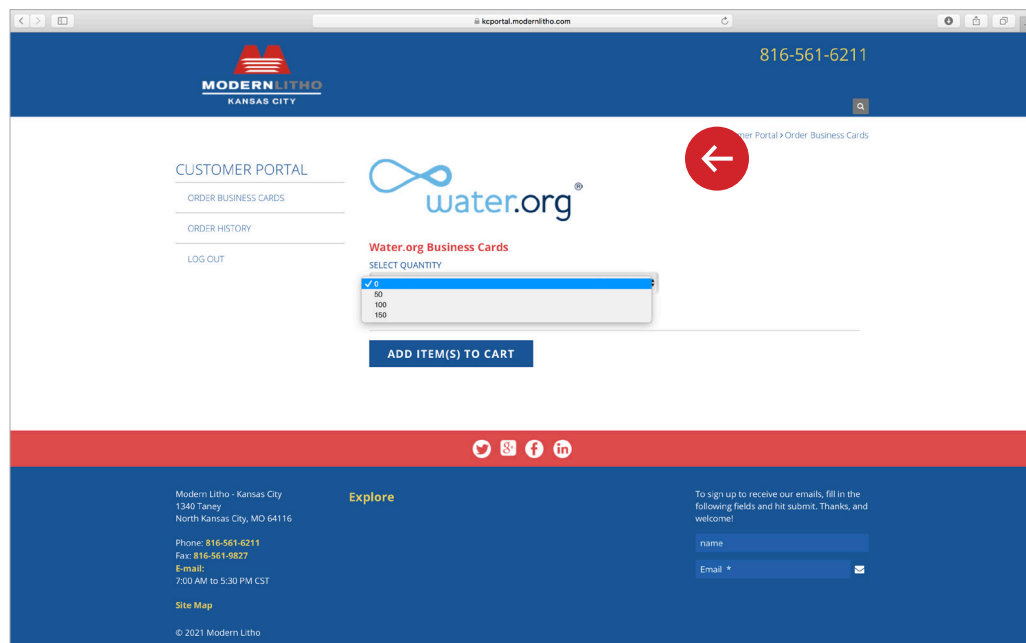 kcportal.modernlitho.com
816-561-6211
MODERNLITHO
KANSAS CITY
Portal > Order Business Cards
CUSTOMER PORTAL
ORDER BUSINESS CARDS
ORDER HISTORY
LOG OUT
water.org®
Water.org Business Cards
SELECT QUANTITY
✓ 0
50
100
150
ADD ITEM(S) TO CART
Modern Litho - Kansas City
1340 Taney
North Kansas City, MO 64116
Phone: 816-561-6211
Fax: 816-561-9827
E-mail:
7:00 AM to 5:30 PM CST
Site Map
© 2021 Modern Litho
Explore
To sign up to receive our emails, fill in the
following fields and hit submit. Thanks, and
welcome!
name
Email *